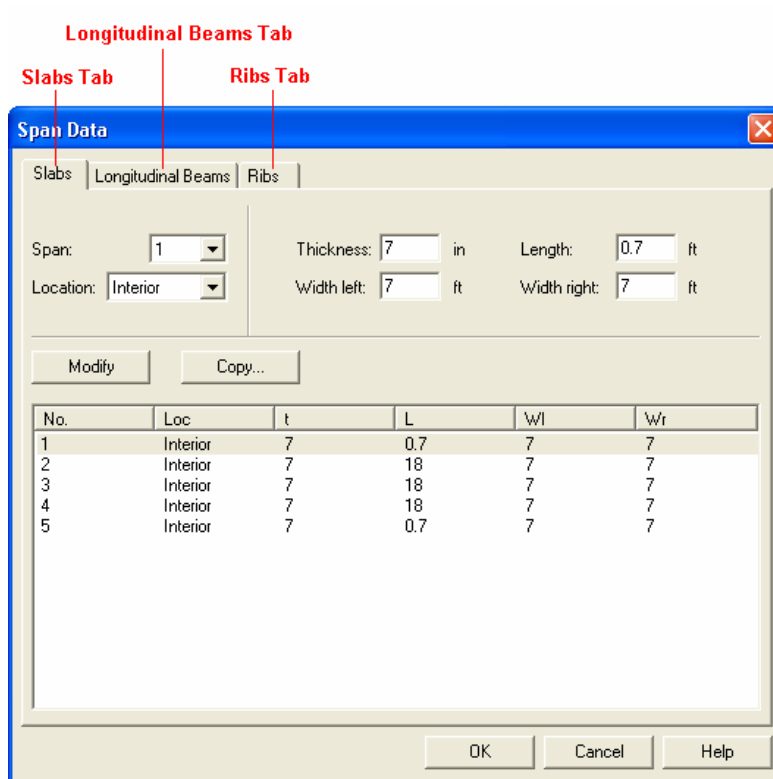 Longitudinal Beams Tab
Slabs Tab Ribs Tab
Span Data
Slabs Longitudinal Beams Ribs
Span: 1 Thickness: 7 in Length: 0.7 ft
Location: Interior Width left: 7 ft Width right: 7 ft
Modify Copy...
No. Loc t L Wl Wr
1 Interior 7 0.7 7 7
2 Interior 7 18 7 7
3 Interior 7 18 7 7
4 Interior 7 18 7 7
5 Interior 7 0.7 7 7
OK Cancel Help